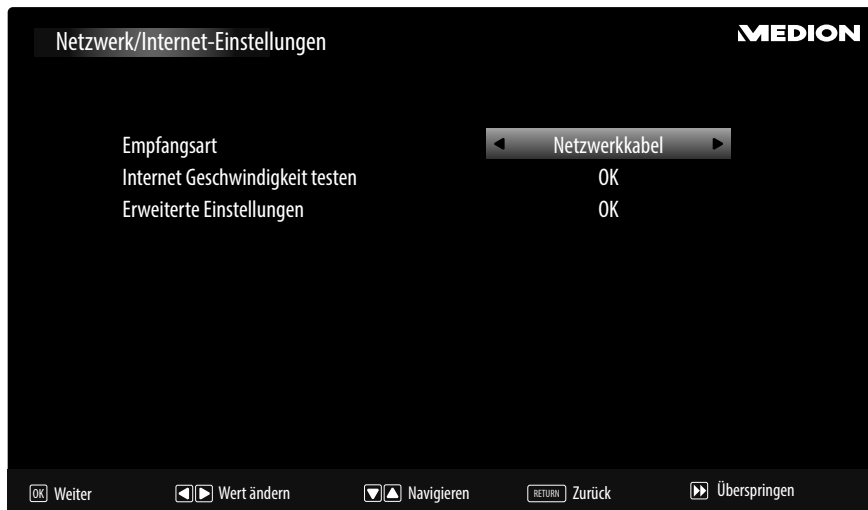 Netzwerk/Internet-Einstellungen MEDION
Empfangsart Netzwerkkabel
Internet Geschwindigkeit testen OK
Erweiterte Einstellungen OK
OK Weiter Wert ändern Navigieren RETURN Zurück Überspringen